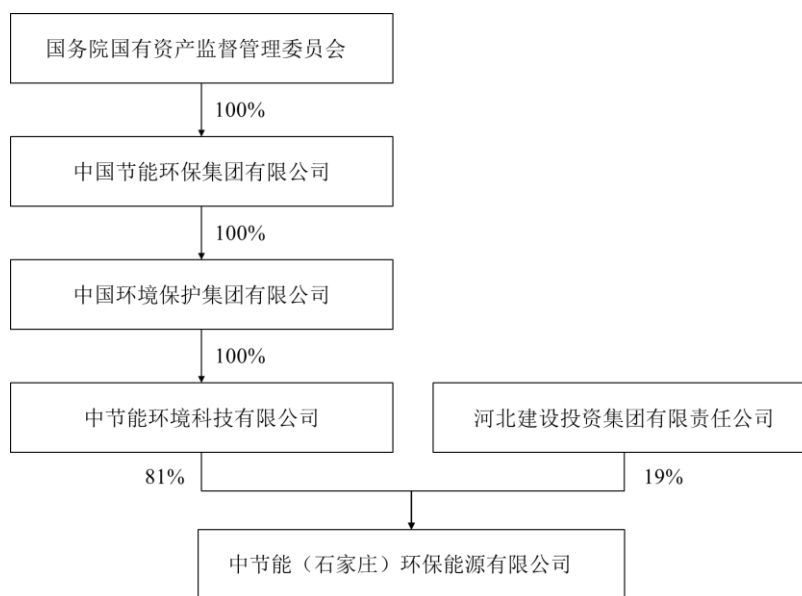 国务院国有资产监督管理委员会
100%
中国节能环保集团有限公司
100%
中国环境保护集团有限公司
100%
中节能环境科技有限公司
河北建设投资集团有限责任公司
81%
19%
中节能（石家庄）环保能源有限公司